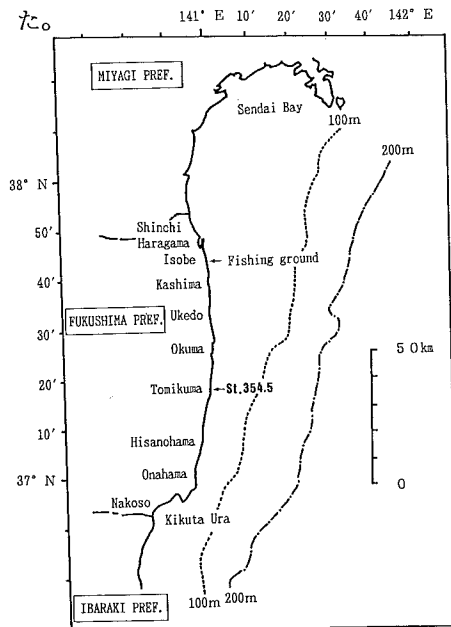 た。
141° E 10' 20' 30' 40' 142° E
MIYAGI PREF.
Sendai Bay
100m
200m
38° N
Shinchi
50'
Haragama
Isobe
Fishing ground
40'
Kashima
FUKUSHIMA PREF.
Ukedo
30'
Okuma
50km
20'
Tomikuma
St.354.5
10'
Hisanohama
37° N
Onahama
0
Nakoso
Kikuta Ura
IBARAKI PREF.
100m
200m